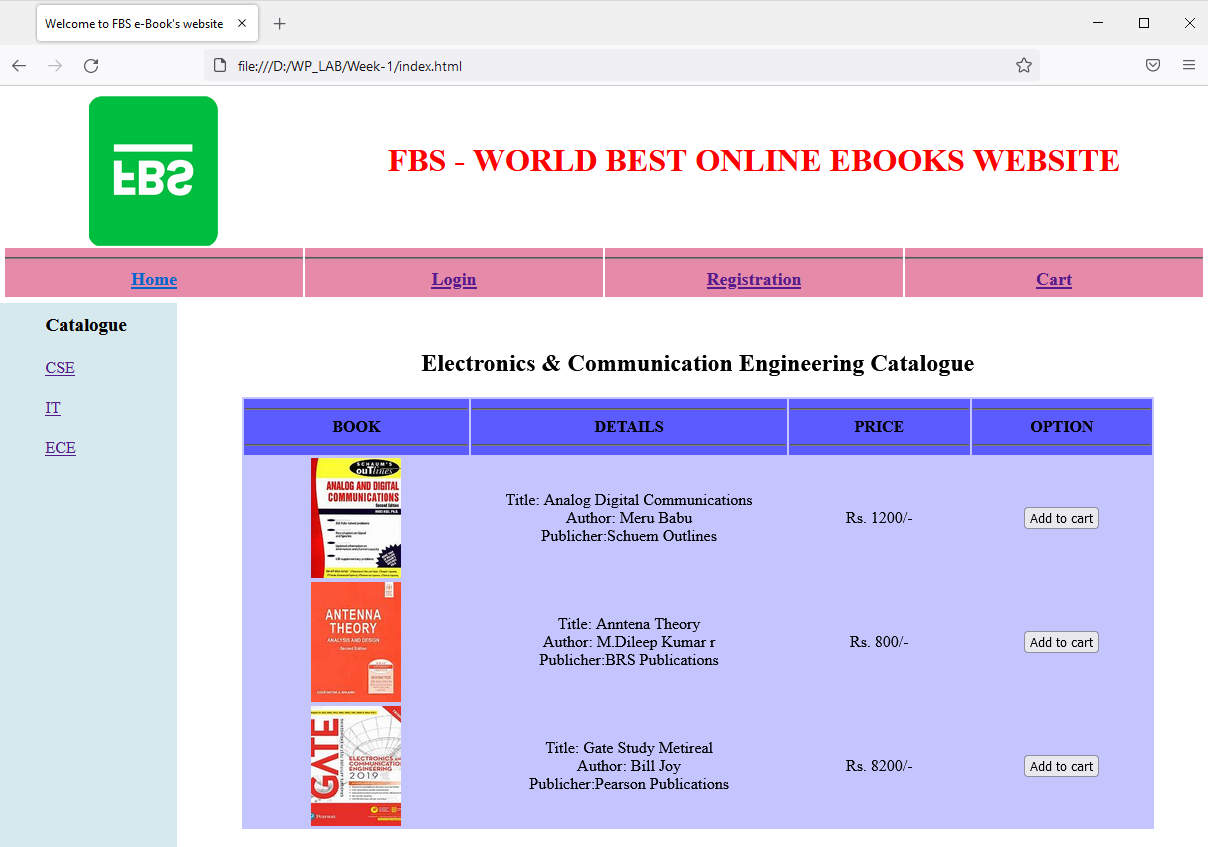 Welcome to FBS e-Book's website
file:///D:/WP_LAB/Week-1/index.html
FBS
FBS - WORLD BEST ONLINE EBOOKS WEBSITE
Home
Login
Registration
Cart
Catalogue
CSE
IT
ECE
Electronics & Communication Engineering Catalogue
BOOK
DETAILS
PRICE
OPTION
SCHAUM'S
OUTlines
ANALOG AND DIGITAL
COMMUNICATIONS
Second Edition
Title: Analog Digital Communications
Author: Meru Babu
Publicher:Schuem Outlines
Rs. 1200/-
Add to cart
ANTENNA
THEORY
ANALYSIS AND DESIGN
Second Edition
Title: Anntena Theory
Author: M.Dileep Kumar r
Publicher:BRS Publications
Rs. 800/-
Add to cart
GATE
ELECTRONICS AND
COMMUNICATION
ENGINEERING
2019
Pearson
Title: Gate Study Metireal
Author: Bill Joy
Publicher:Pearson Publications
Rs. 8200/-
Add to cart